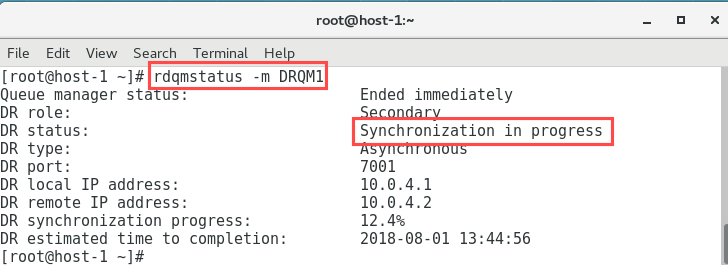 root@host-1:~
File Edit View Search Terminal Help
[root@host-1 ~]# rdqmstatus -m DRQM1
Queue manager status: Ended immediately
DR role: Secondary
DR status: Synchronization in progress
DR type: Asynchronous
DR port: 7001
DR local IP address: 10.0.4.1
DR remote IP address: 10.0.4.2
DR synchronization progress: 12.4%
DR estimated time to completion: 2018-08-01 13:44:56
[root@host-1 ~]#